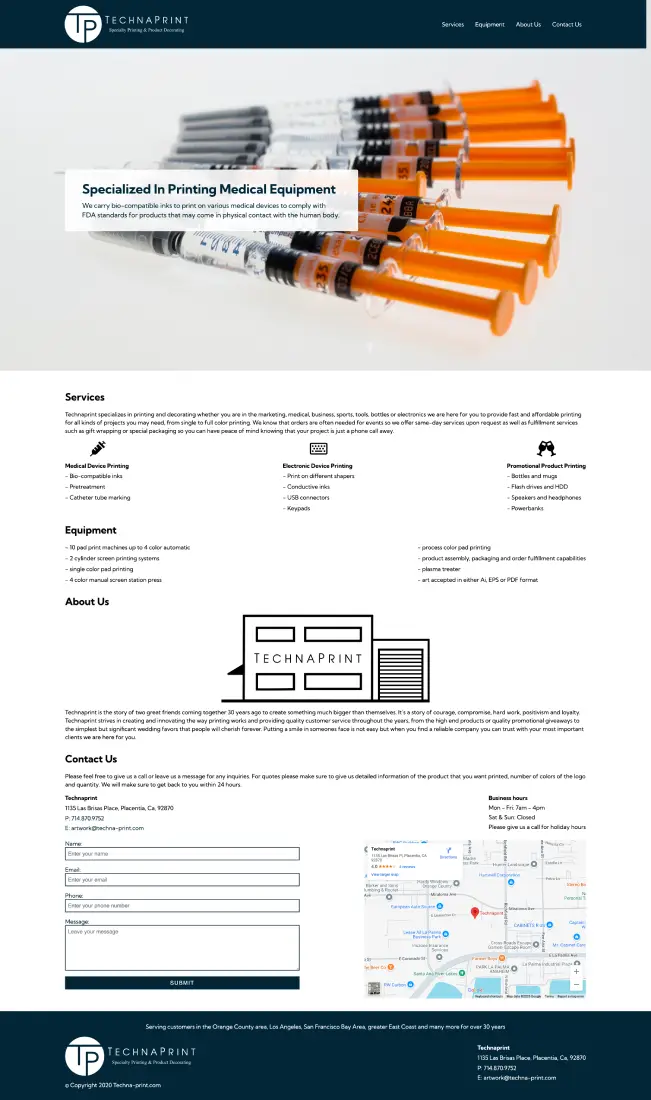 TP TECHNAPRINT
Specialty Printing & Product Decorating
Services Equipment About Us Contact Us
Specialized In Printing Medical Equipment
We carry bio-compatible inks to print on various medical devices to comply with
FDA standards for products that may come in physical contact with the human body.
Services
Technaprint specializes in printing and decorating whether you are in the marketing, medical, business, sports, tools, bottles or electronics we are here for you to provide fast and affordable printing
for all kinds of projects you may need, from single to full color printing. We know that orders are often needed for events so we offer same-day services upon request as well as fulfillment services
such as gift wrapping or special packaging so you can have peace of mind knowing that your project is just a phone call away.
Medical Device Printing
- Bio-compatible inks
- Pretreatment
- Catheter tube marking
Electronic Device Printing
- Print on different shapers
- Conductive inks
- USB connectors
- Keypads
Promotional Product Printing
- Bottles and mugs
- Flash drives and HDD
- Speakers and headphones
- Powerbanks
Equipment
- 10 pad print machines up to 4 color automatic
- 2 cylinder screen printing systems
- single color pad printing
- 4 color manual screen station press
- process color pad printing
- product assembly, packaging and order fulfillment capabilities
- plasma treater
- art accepted in either Ai, EPS or PDF format
About Us
TECHNAPRINT
Technaprint is the story of two great friends coming together 30 years ago to create something much bigger than themselves. It's a story of courage, compromise, hard work, positivism and loyalty.
Technaprint strives in creating and innovating the way printing works and providing quality customer service throughout the years, from the high end products or quality promotional giveaways to
the simplest but significant wedding favors that people will cherish forever. Putting a smile in someones face is not easy but when you find a reliable company you can trust with your most important
clients we are here for you.
Contact Us
Please feel free to give us a call or leave us a message for any inquiries. For quotes please make sure to give us detailed information of the product that you want printed, number of colors of the logo
and quantity. We will make sure to get back to you within 24 hours.
Technaprint
1135 Las Brisas Place, Placentia, Ca, 92870
P: 714.870.9752
E: artwork@techna-print.com
Business hours
Mon - Fri: 7am - 4pm
Sat & Sun: Closed
Please give us a call for holiday hours
Name:
Enter your name
Email:
Enter your email
Phone:
Enter your phone number
Message:
Leave your message
SUBMIT
Technaprint
1135 Las Brisas Pl, Placentia, CA
92870
Directions
View larger map
Technaprint
Serving customers in the Orange County area, Los Angeles, San Francisco Bay Area, greater East Coast and many more for over 30 years
TP TECHNAPRINT
Specialty Printing & Product Decorating
© Copyright 2020 Techna-print.com
Technaprint
1135 Las Brisas Place, Placentia, Ca, 92870
P: 714.870.9752
E: artwork@techna-print.com